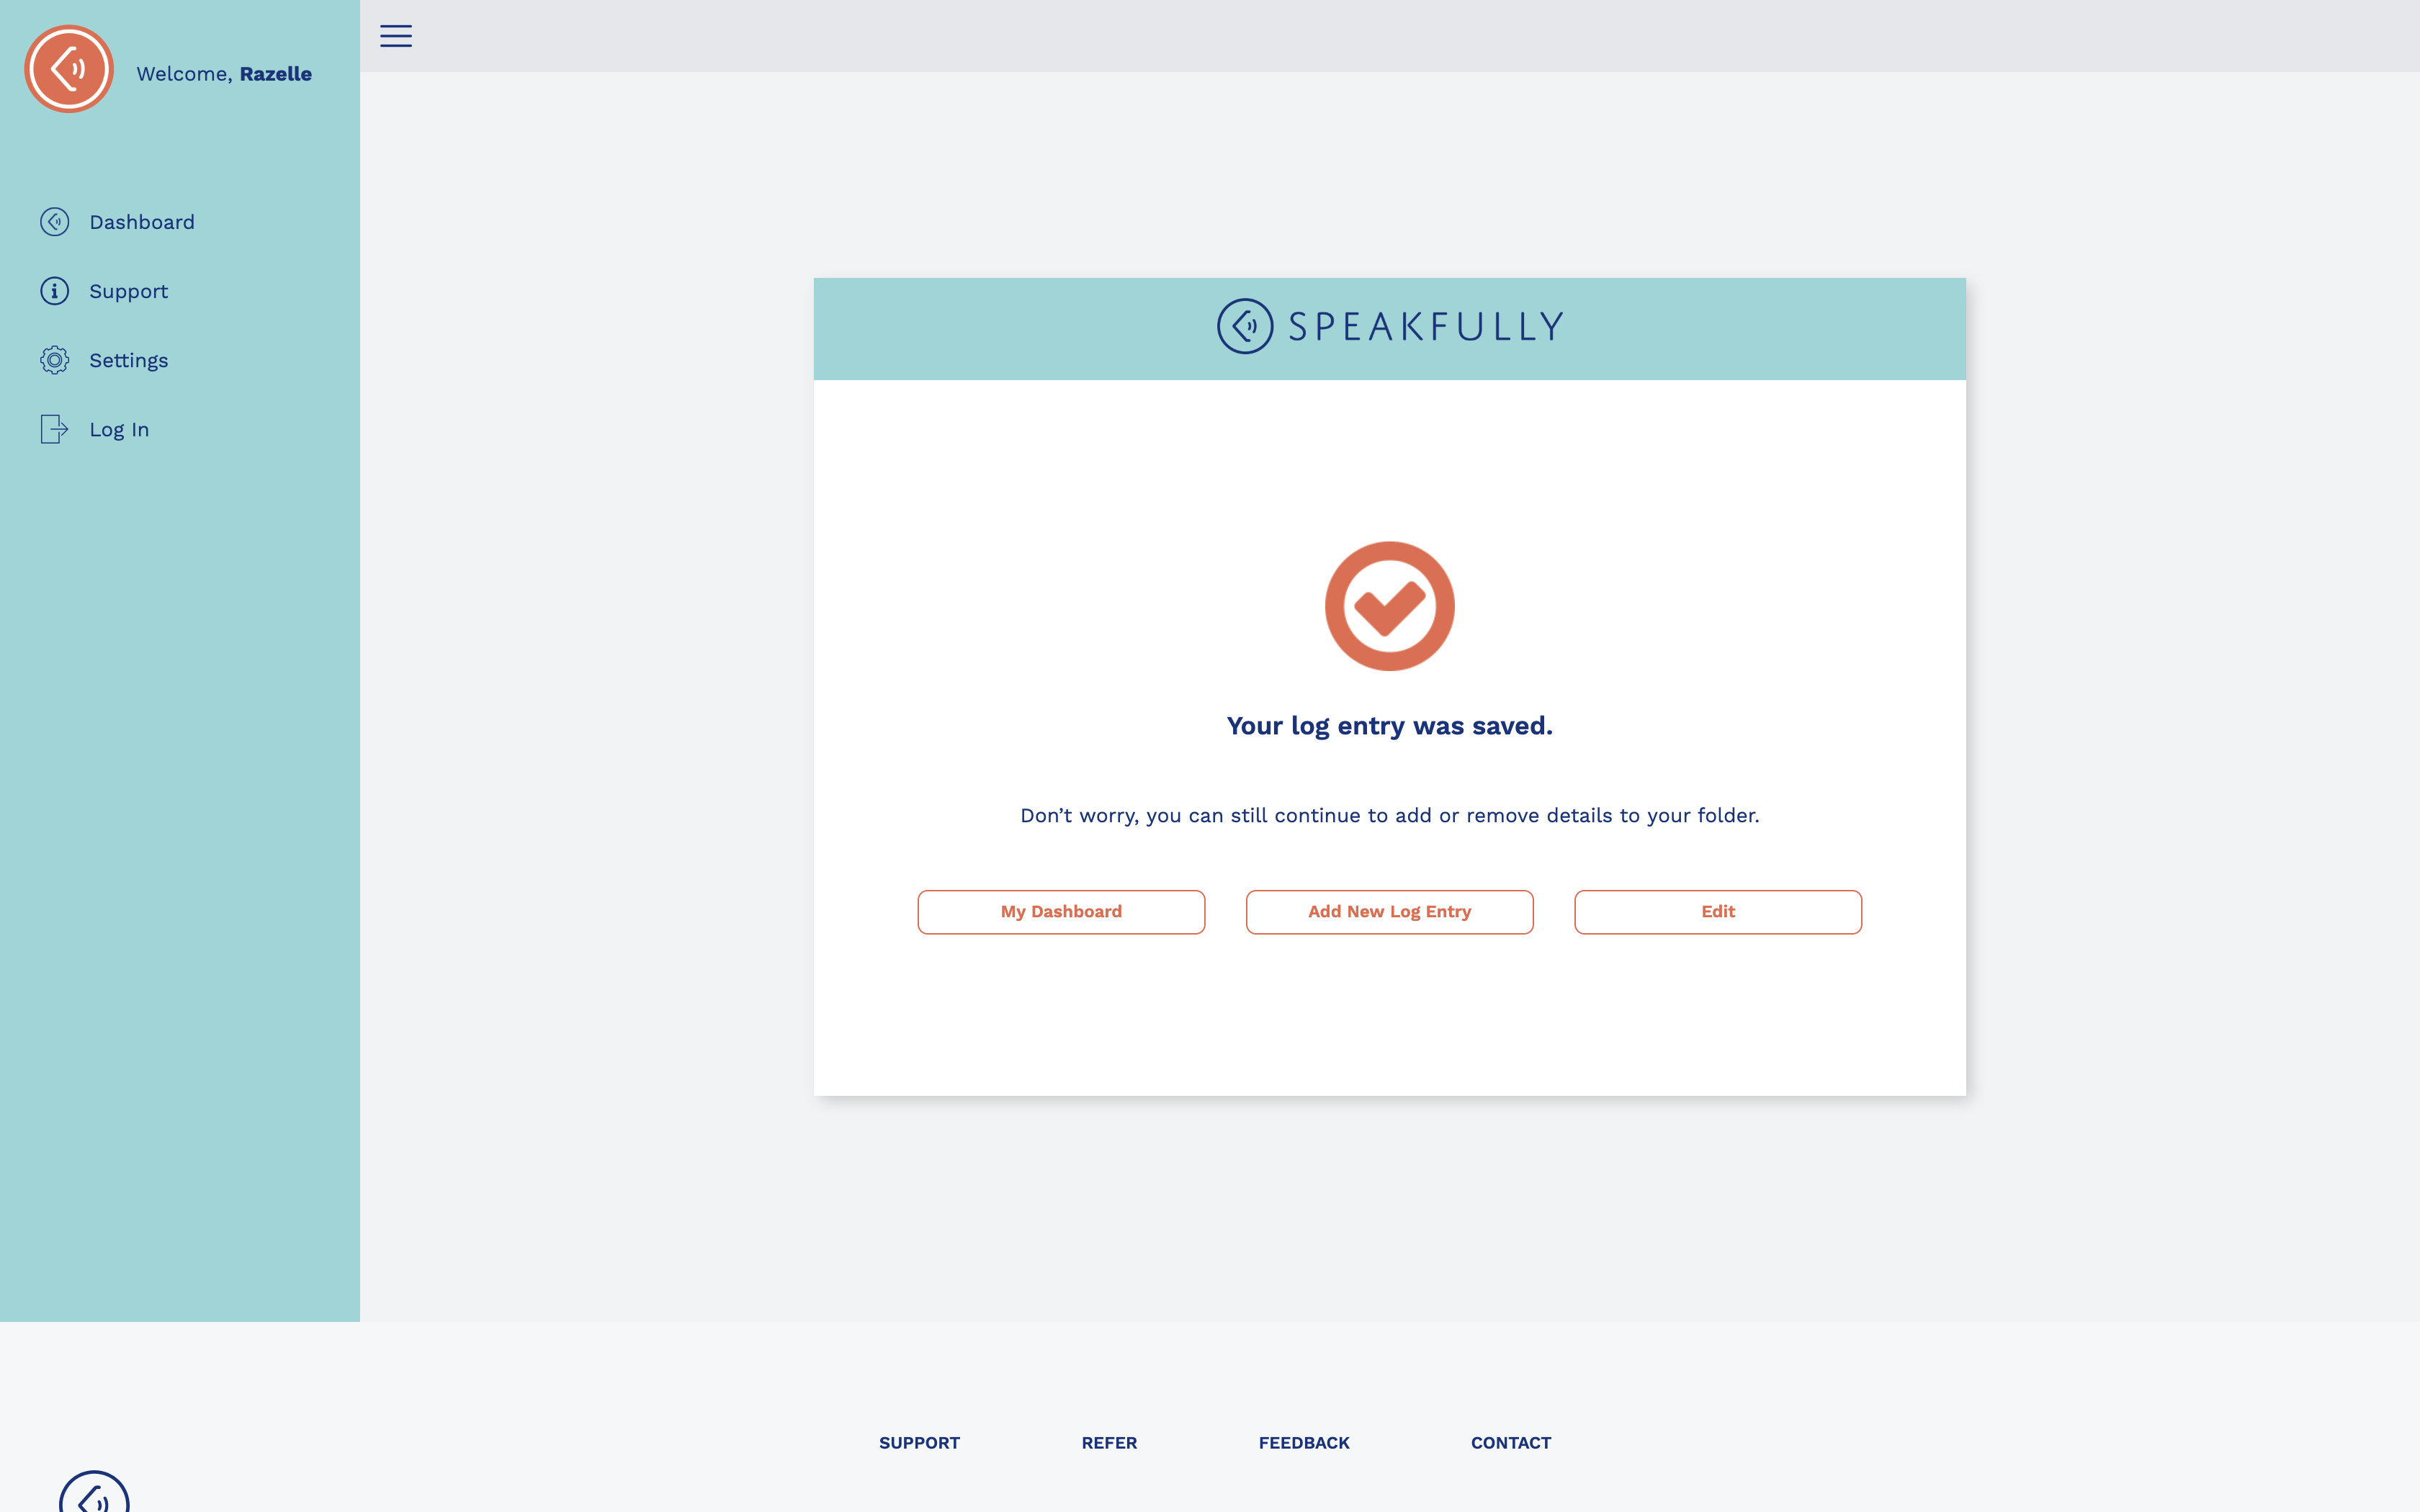 Welcome, Razelle
Dashboard
Support
Settings
Log In
SPEAKFULLY
Your log entry was saved.
Don’t worry, you can still continue to add or remove details to your folder.
My Dashboard
Add New Log Entry
Edit
SUPPORT
REFER
FEEDBACK
CONTACT